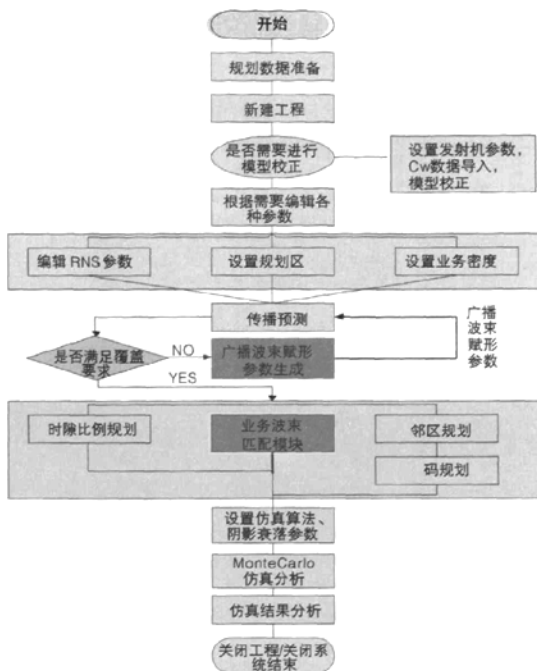 开始
规划数据准备
新建工程
是否需要进行
模型校正
设置发射机参数,
Cw数据导入,
模型校正
根据需要编辑各
种参数
编辑RNS参数
设置规划区
设置业务密度
传播预测
广播
波束
赋形
参数
是否满足覆盖
要求
NO
YES
广播波束赋形
参数生成
时隙比例规划
业务波束
匹配模块
邻区规划
码规划
设置仿真算法、
阴影衰落参数
MonteCarlo
仿真分析
仿真结果分析
关闭工程/关闭系
统结束